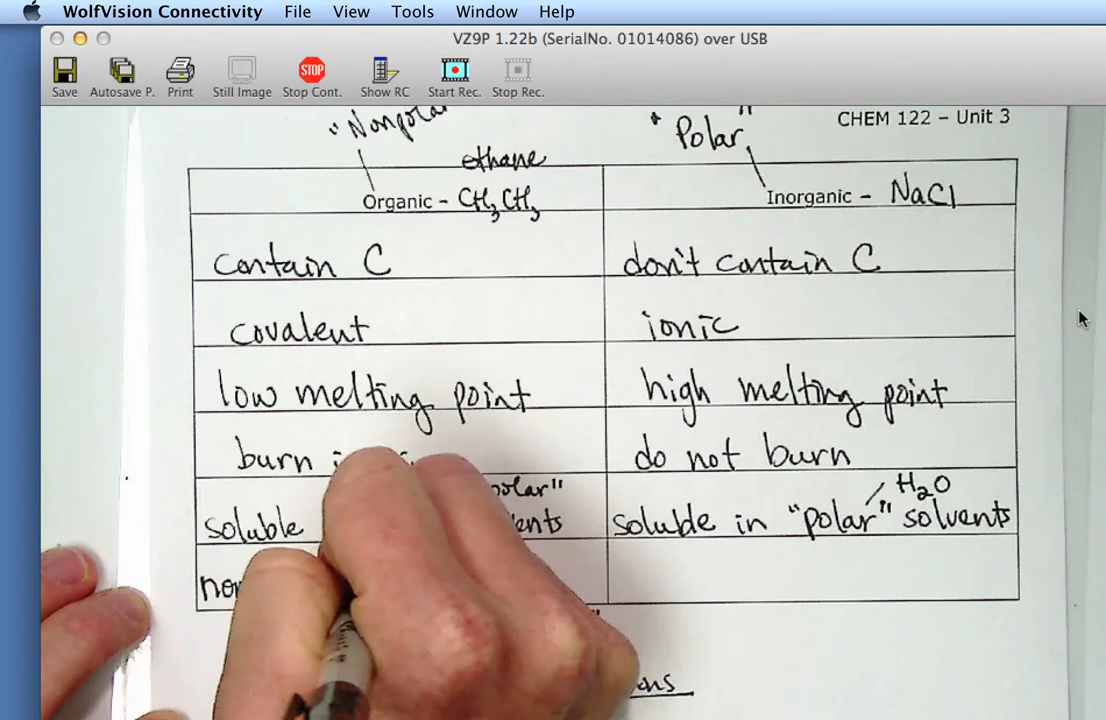 WolfVision Connectivity File View Tools Window Help
VZ9P 1.22b (SerialNo. 01014086) over USB
Save Autosave P. Print Still Image STOP Stop Cont. Show RC Start Rec. Stop Rec.
CHEM 122 – Unit 3
"Nonpolar "Polar"
ethane
Organic – CH3CH3 Inorganic – NaCl
contain C don't contain C
covalent ionic
low melting point high melting point
burn do not burn
H2O
soluble soluble in "polar" solvents